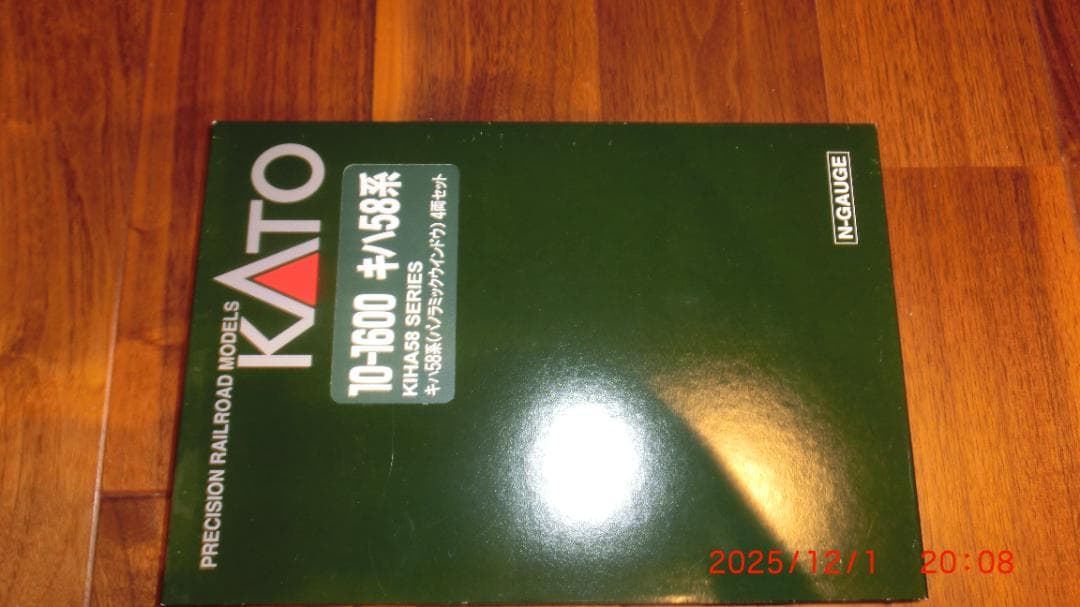 PRECISION RAILROAD MODELS
KATO
10-1600 キハ58系
KIHA58 SERIES
キハ58系(パノラミックウインドウ) 4両セット
N-GAUGE
2025/12/1 20:08